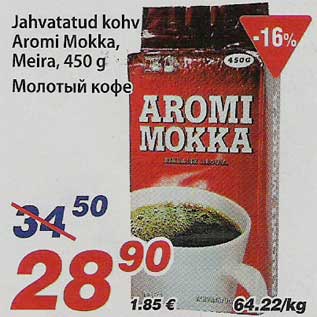 Jahvatatud kohv
Aromi Mokka,
Meira, 450 g
Молотый кофе
-16%
450G
AROMI
MOKKA
34 50
28 90
1.85 €
64.22/kg